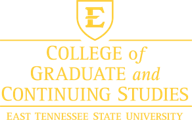 E
COLLEGE of
GRADUATE and
CONTINUING STUDIES
EAST TENNESSEE STATE UNIVERSITY